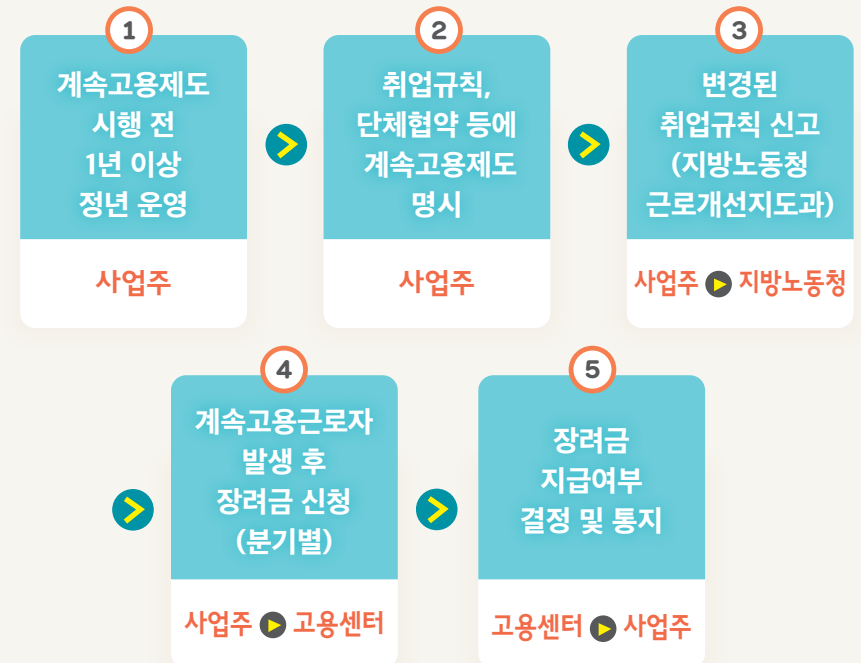 1
계속고용제도
시행 전
1년 이상
정년 운영
사업주
2
취업규칙,
단체협약 등에
계속고용제도
명시
사업주
3
변경된
취업규칙 신고
(지방노동청
근로개선지도과)
사업주 ▶ 지방노동청
4
계속고용근로자
발생 후
장려금 신청
(분기별)
사업주 ▶ 고용센터
5
장려금
지급여부
결정 및 통지
고용센터 ▶ 사업주